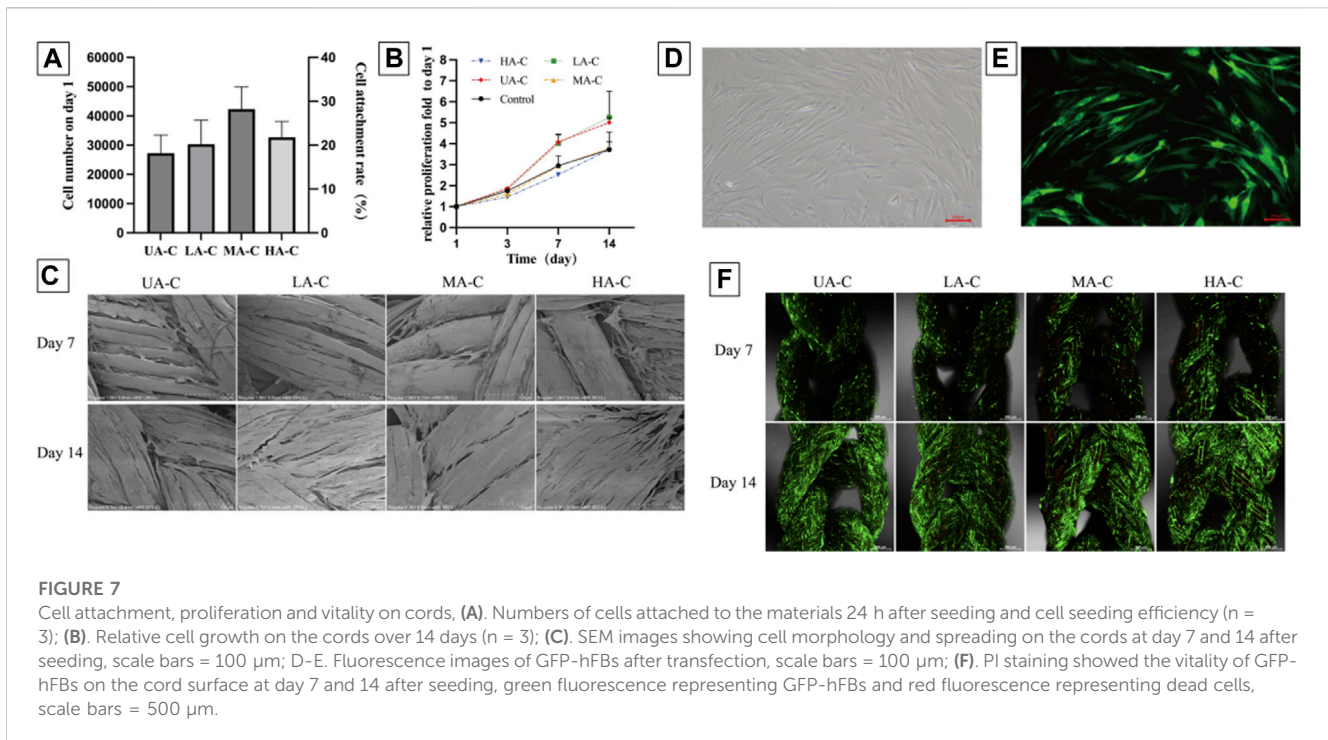 A
60000
50000
40000
30000
20000
10000
0
Cell number on day 1
40
30
20
10
0
Cell attachment rate (%)
UA-C LA-C MA-C HA-C
B
HA-C LA-C
UA-C MA-C
Control
8
7
6
5
4
3
2
1
0
relative proliferation fold to day 1
1 3 7 14
Time (day)
D
E
C
UA-C LA-C MA-C HA-C
Day 7
Day 14
F
UA-C LA-C MA-C HA-C
Day 7
Day 14
FIGURE 7
Cell attachment, proliferation and vitality on cords, (A). Numbers of cells attached to the materials 24 h after seeding and cell seeding efficiency (n =
3); (B). Relative cell growth on the cords over 14 days (n = 3); (C). SEM images showing cell morphology and spreading on the cords at day 7 and 14 after
seeding, scale bars = 100 μm; D-E. Fluorescence images of GFP-hFBs after transfection, scale bars = 100 μm; (F). PI staining showed the vitality of GFP-
hFBs on the cord surface at day 7 and 14 after seeding, green fluorescence representing GFP-hFBs and red fluorescence representing dead cells,
scale bars = 500 μm.